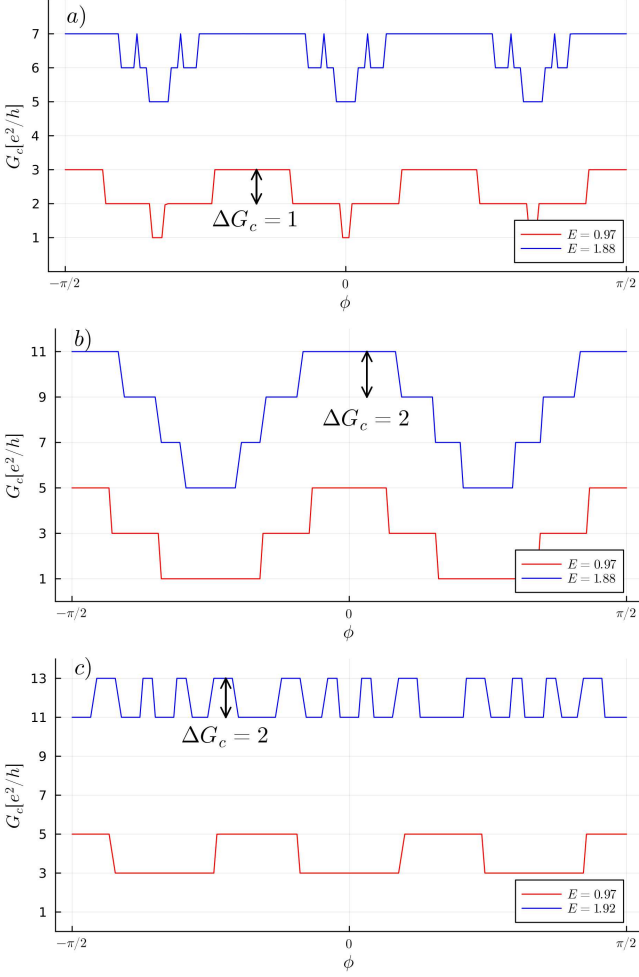 a)
7
6
5
3
2
1
G_c[e^2/h]
ΔG_c = 1
E = 0.97
E = 1.88
−π/2
0
π/2
ϕ
b)
11
9
7
5
3
1
G_c[e^2/h]
ΔG_c = 2
E = 0.97
E = 1.88
−π/2
0
π/2
ϕ
c)
13
11
9
7
5
3
1
G_c[e^2/h]
ΔG_c = 2
E = 0.97
E = 1.92
−π/2
0
π/2
ϕ